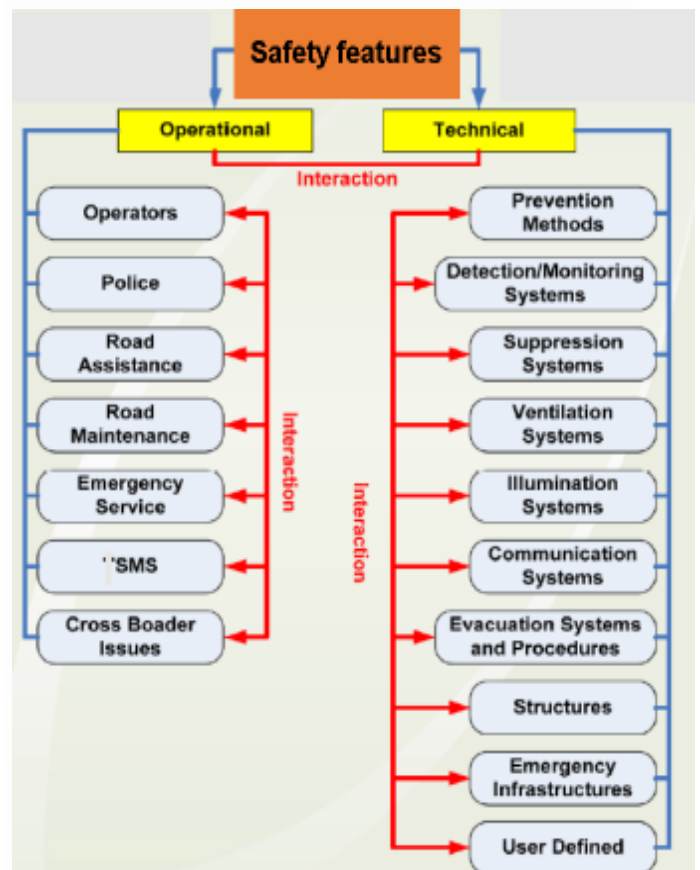 Safety features
Operational
Technical
Interaction
Operators
Police
Road
Assistance
Road
Maintenance
Emergency
Service
Cross Boader
Issues
Interaction
Interaction
Prevention
Methods
Detection/Monitoring
Systems
Suppression
Systems
Ventilation
Systems
Illumination
Systems
Communication
Systems
Evacuation Systems
and Procedures
Structures
Emergency
Infrastructures
User Defined